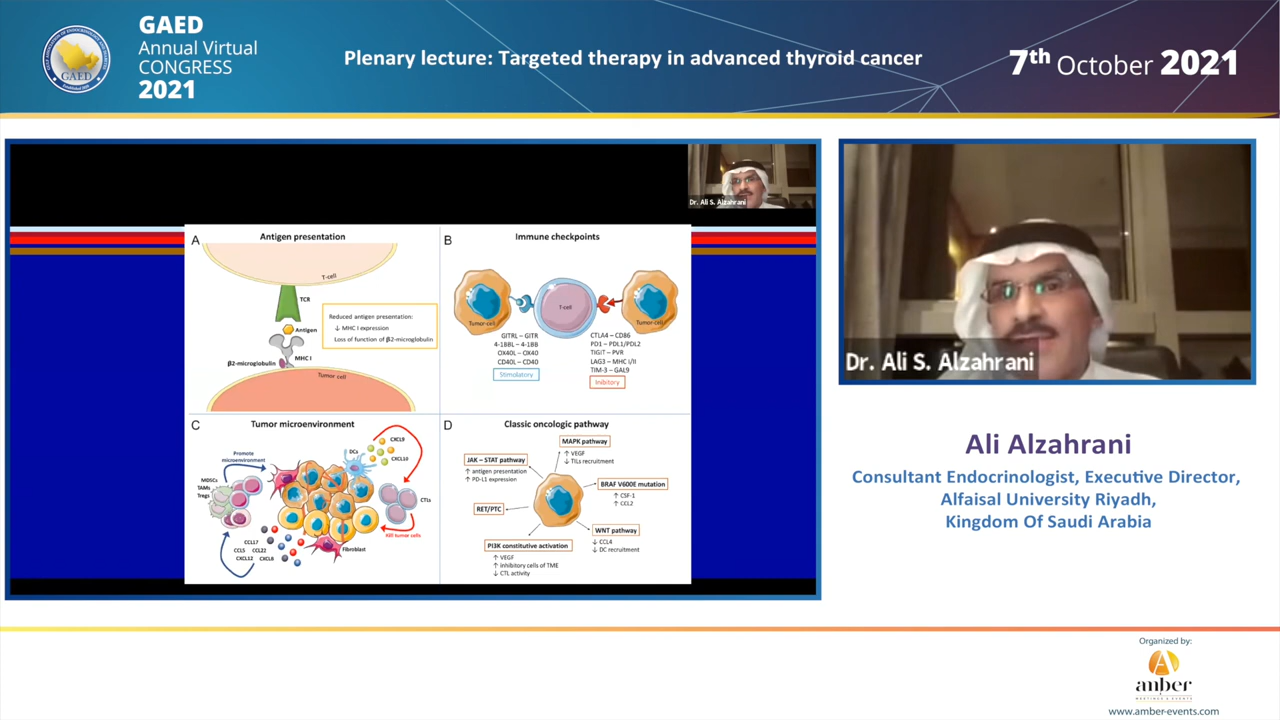 GAED
Annual Virtual
CONGRESS
2021
GAED
Plenary lecture: Targeted therapy in advanced thyroid cancer
7th October 2021
Dr. Ali S. Alzahrani
A
Antigen presentation
T-cell
TCR
Antigen
MHC I
β2-microglobulin
Tumor cell
Reduced antigen presentation:
↓ MHC I expression
Loss of function of β2-microglobulin
B
Immune checkpoints
Tumor-cell
T-cell
Tumor-cell
GITRL – GITR
4-1BBL – 4-1BB
OX40L – OX40
CD40L – CD40
Stimolatory
CTLA4 – CD86
PD1 – PDL1/PDL2
TIGIT – PVR
LAG3 – MHC I/II
TIM-3 – GAL9
Inibitory
C
Tumor microenvironment
Promote
microenvironment
MDSCs
TAMs
Tregs
DCs
CXCL9
CXCL10
CTLs
Kill tumor cells
Fibroblast
CCL17
CCL5 CCL22
CXCL12 CXCL8
D
Classic oncologic pathway
MAPK pathway
↑ VEGF
↓ TILs recruitment
JAK – STAT pathway
↑ antigen presentation
↑ PD-L1 expression
BRAF V600E mutation
↑ CSF-1
↑ CCL2
RET/PTC
WNT pathway
↓ CCL4
↓ DC recruitment
PI3K constitutive activation
↑ VEGF
↑ inhibitory cells of TME
↓ CTL activity
Dr. Ali S. Alzahrani
Ali Alzahrani
Consultant Endocrinologist, Executive Director,
Alfaisal University Riyadh,
Kingdom Of Saudi Arabia
Organized by:
anber
MEETINGS & EVENTS
www.amber-events.com